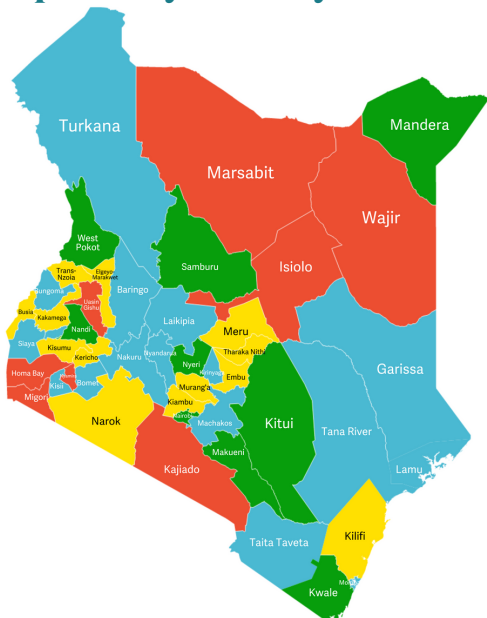 Turkana
Mandera
Marsabit
Wajir
West
Pokot
Samburu
Isiolo
Trans-
Nzoia
Elgeyo-
Marakwet
Bungoma
Baringo
Uasin
Gishu
Busia
Kakamega
Laikipia
Nandi
Meru
Siaya
Kisumu
Tharaka Nithi
Kericho
Nakuru
Nyandarua
Nyeri
Garissa
Homa Bay
Embu
Kisii
Bomet
Murang'a
Migori
Kiambu
Narok
Nairobi
Machakos
Kitui
Tana River
Makueni
Kajiado
Lamu
Kilifi
Taita Taveta
Kwale